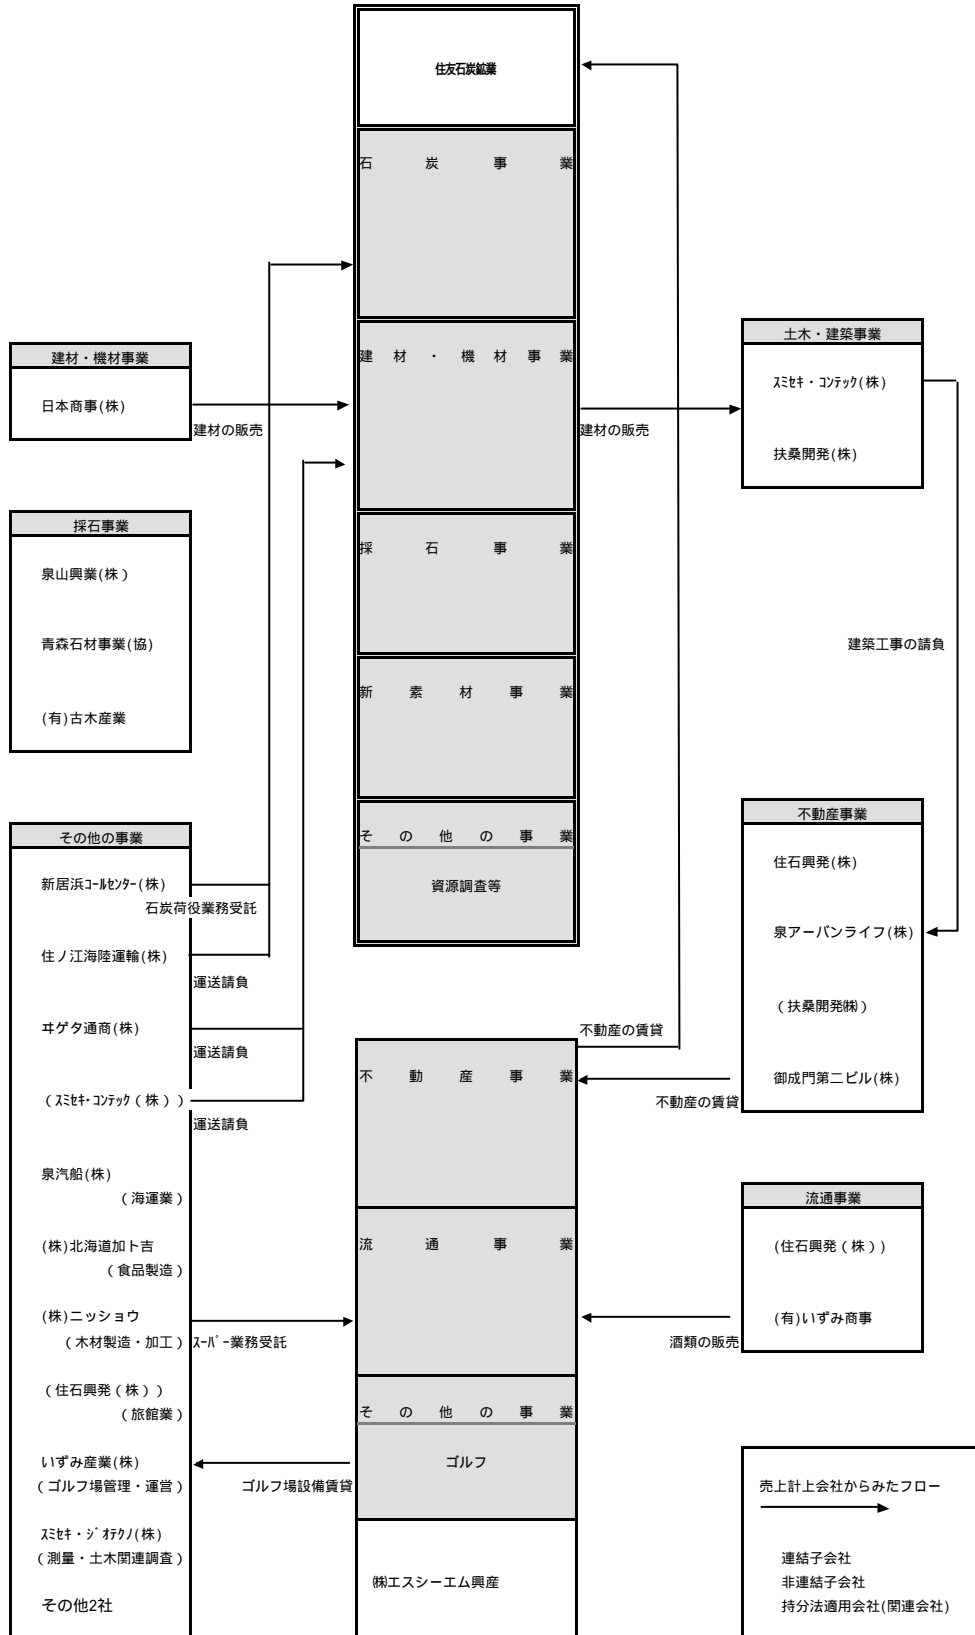 住友石炭鉱業
石炭事業
建材・機材事業
日本商事(株)
建材の販売
建材・機材事業
建材の販売
土木・建築事業
スミセキ・コンテック(株)
扶桑開発(株)
採石事業
泉山興業(株)
青森石材事業(協)
(有)古木産業
採石事業
建築工事の請負
新素材事業
その他の事業
資源調査等
不動産事業
住石興発(株)
泉アーバンライフ(株)
(扶桑開発㈱)
御成門第二ビル(株)
その他の事業
新居浜コールセンター(株)
石炭荷役業務受託
住ノ江海陸運輸(株)
運送請負
ヰゲタ通商(株)
運送請負
(スミセキ・コンテック(株))
運送請負
泉汽船(株)
(海運業)
(株)北海道加ト吉
(食品製造)
(株)ニッショウ
(木材製造・加工)
スーパー業務受託
(住石興発(株))
(旅館業)
いずみ産業(株)
(ゴルフ場管理・運営)
ゴルフ場設備賃貸
スミセキ・ジオテクノ(株)
(測量・土木関連調査)
その他2社
不動産の賃貸
不動産事業
不動産の賃貸
流通事業
流通事業
(住石興発(株))
(有)いずみ商事
酒類の販売
その他の事業
ゴルフ
㈱エスシーエム興産
売上計上会社からみたフロー
連結子会社
非連結子会社
持分法適用会社(関連会社)